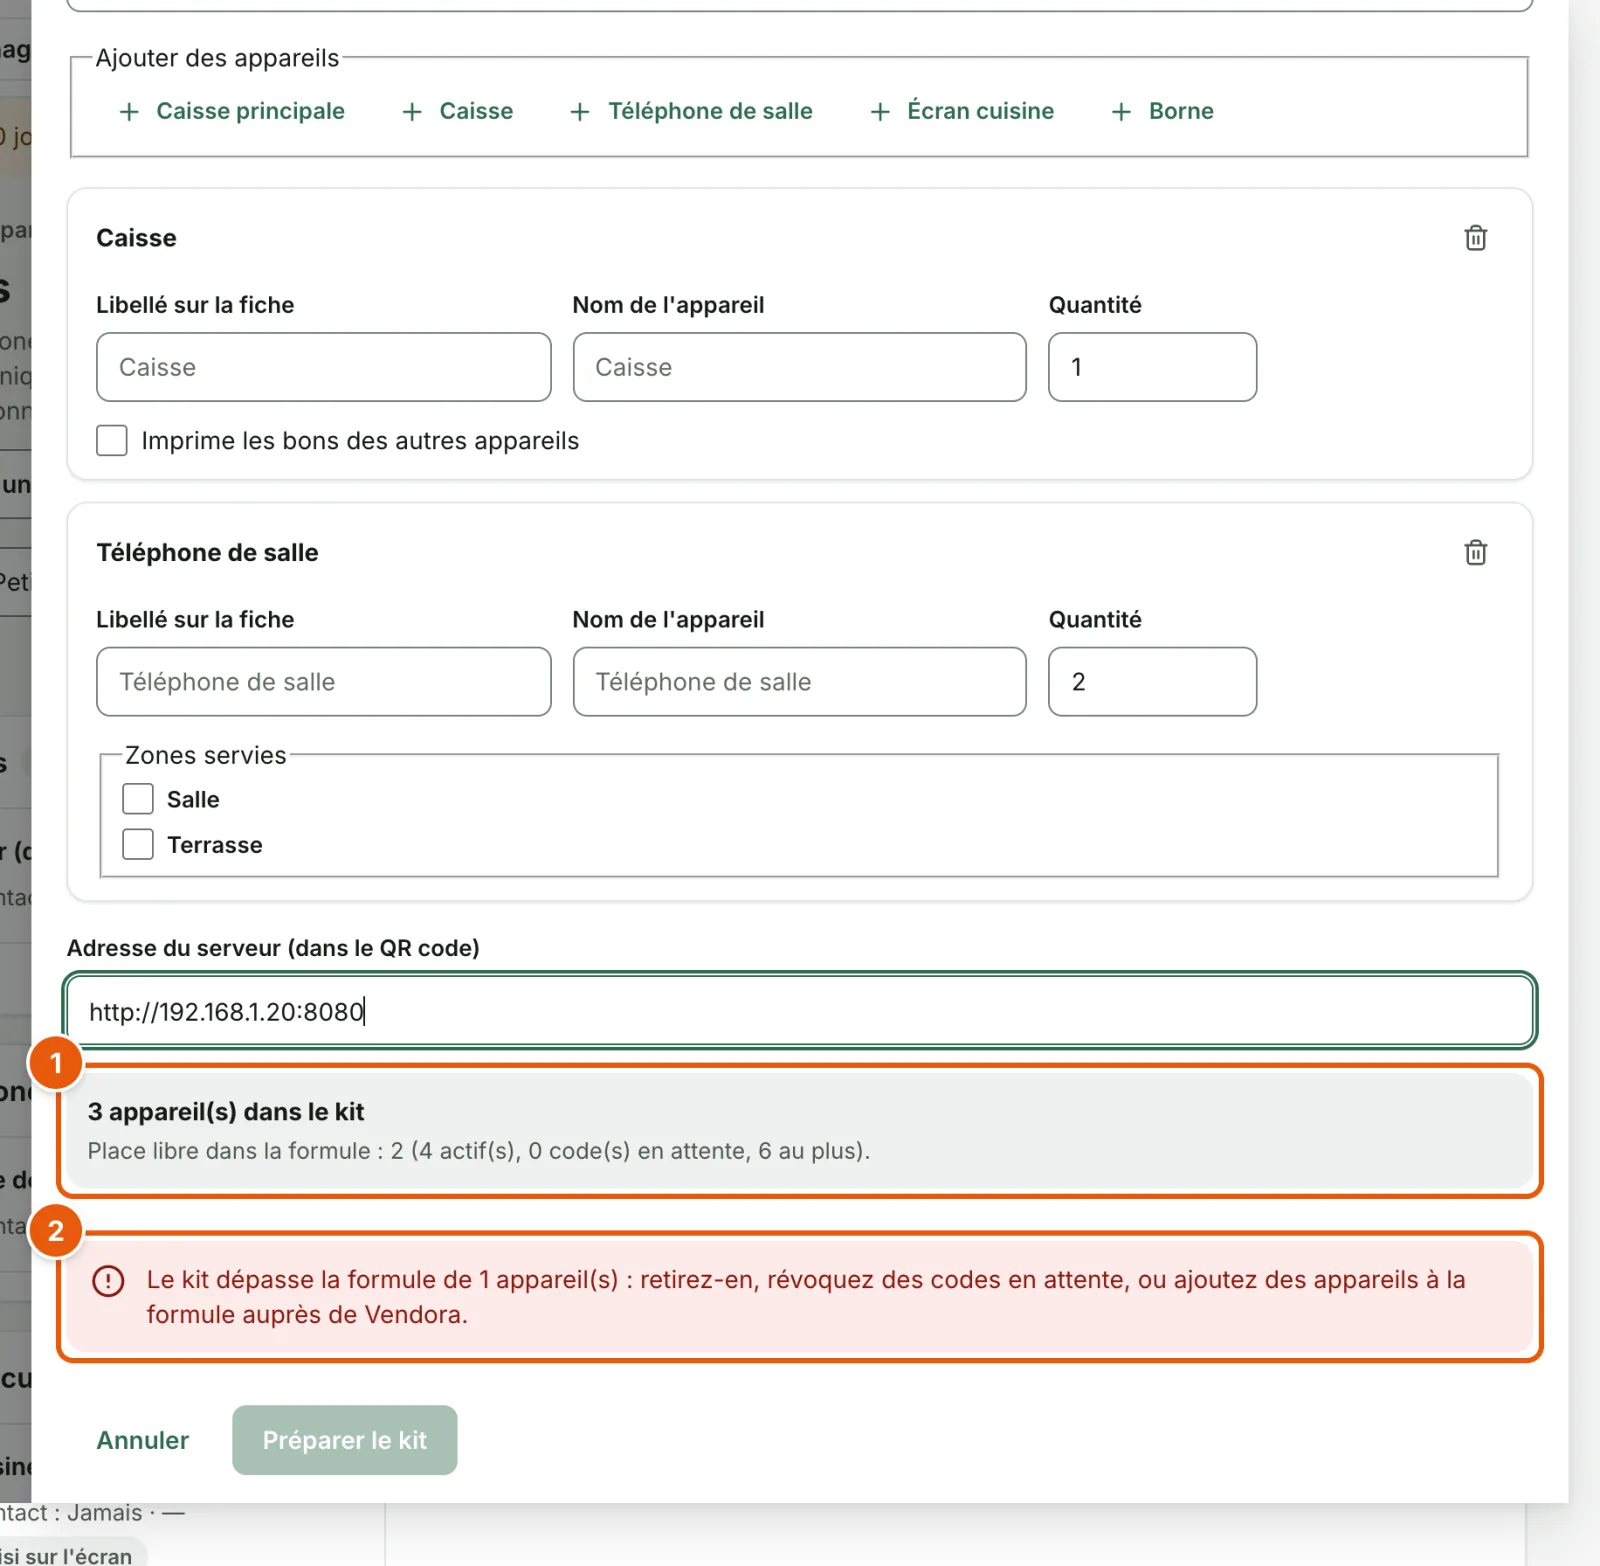 Ajouter des appareils
+ Caisse principale + Caisse + Téléphone de salle + Écran cuisine + Borne
Caisse
Libellé sur la fiche Nom de l'appareil Quantité
Caisse Caisse 1
Imprime les bons des autres appareils
Téléphone de salle
Libellé sur la fiche Nom de l'appareil Quantité
Téléphone de salle Téléphone de salle 2
Zones servies
Salle
Terrasse
Adresse du serveur (dans le QR code)
http://192.168.1.20:8080
1
3 appareil(s) dans le kit
Place libre dans la formule : 2 (4 actif(s), 0 code(s) en attente, 6 au plus).
2
Le kit dépasse la formule de 1 appareil(s) : retirez-en, révoquez des codes en attente, ou ajoutez des appareils à la
formule auprès de Vendora.
Annuler Préparer le kit
ntact : Jamais · —
isi sur l'écran